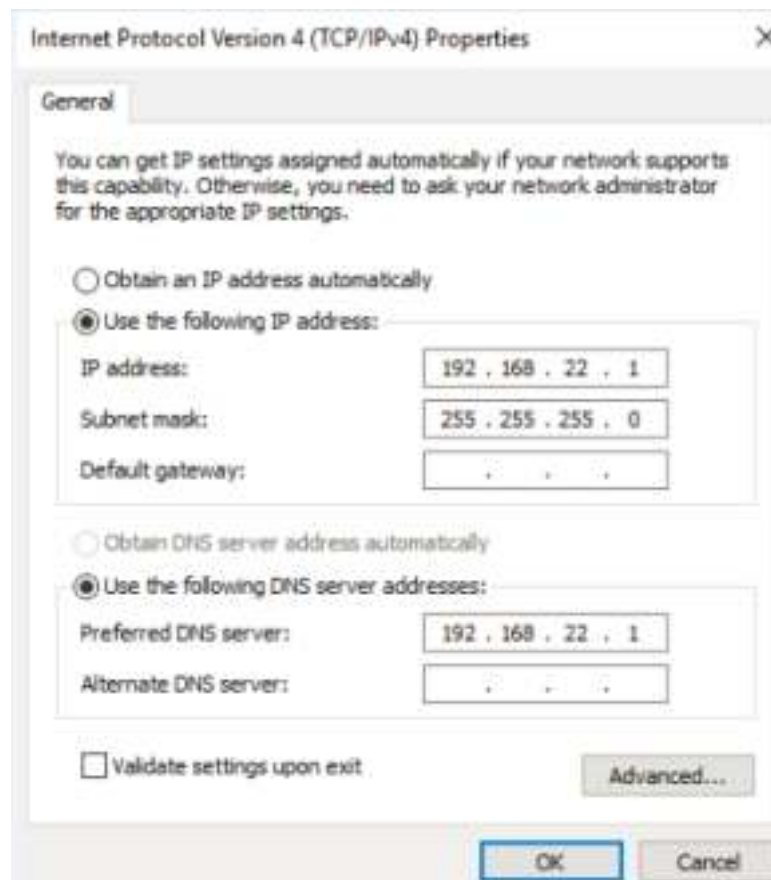 Internet Protocol Version 4 (TCP/IPv4) Properties
General
You can get IP settings assigned automatically if your network supports
this capability. Otherwise, you need to ask your network administrator
for the appropriate IP settings.
Obtain an IP address automatically
Use the following IP address:
IP address: 192 . 168 . 22 . 1
Subnet mask: 255 . 255 . 255 . 0
Default gateway: . . .
Obtain DNS server address automatically
Use the following DNS server addresses:
Preferred DNS server: 192 . 168 . 22 . 1
Alternate DNS server: . . .
Validate settings upon exit
Advanced...
OK Cancel